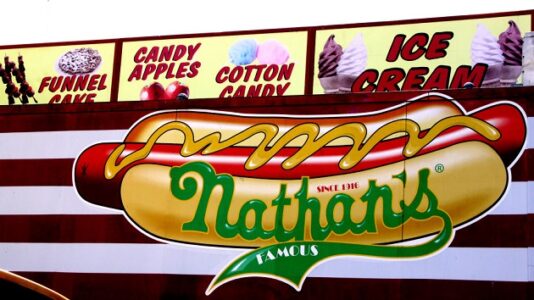 FUNNEL
CAKE
CANDY
APPLES
COTTON
CANDY
ICE
CREAM
SINCE 1916
Nathan's®
FAMOUS